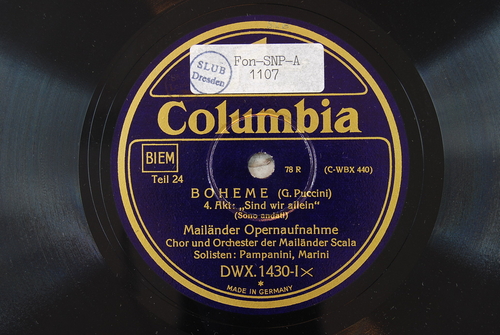 SLUB
Dresden
Fon-SNP-A
1107
Columbia
BIEM
78 R
(C-WBX 440)
Teil 24
BOHEME (G. Puccini)
4. Akt: „Sind wir allein"
(Sono andati)
Mailänder Opernaufnahme
Chor und Orchester der Mailänder Scala
Solisten: Pampanini, Marini
DWX.1430-I×
*
MADE IN GERMANY